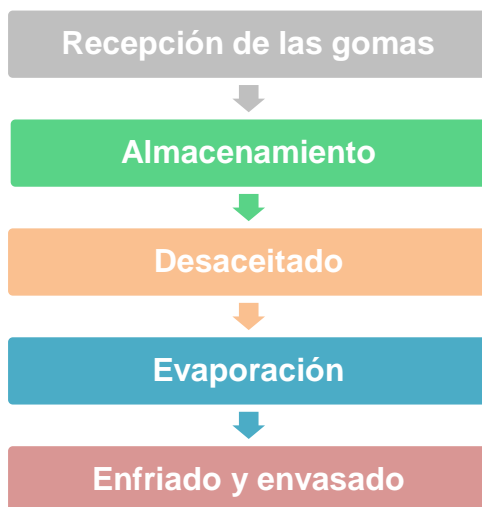 Recepción de las gomas
Almacenamiento
Desaceitado
Evaporación
Enfriado y envasado